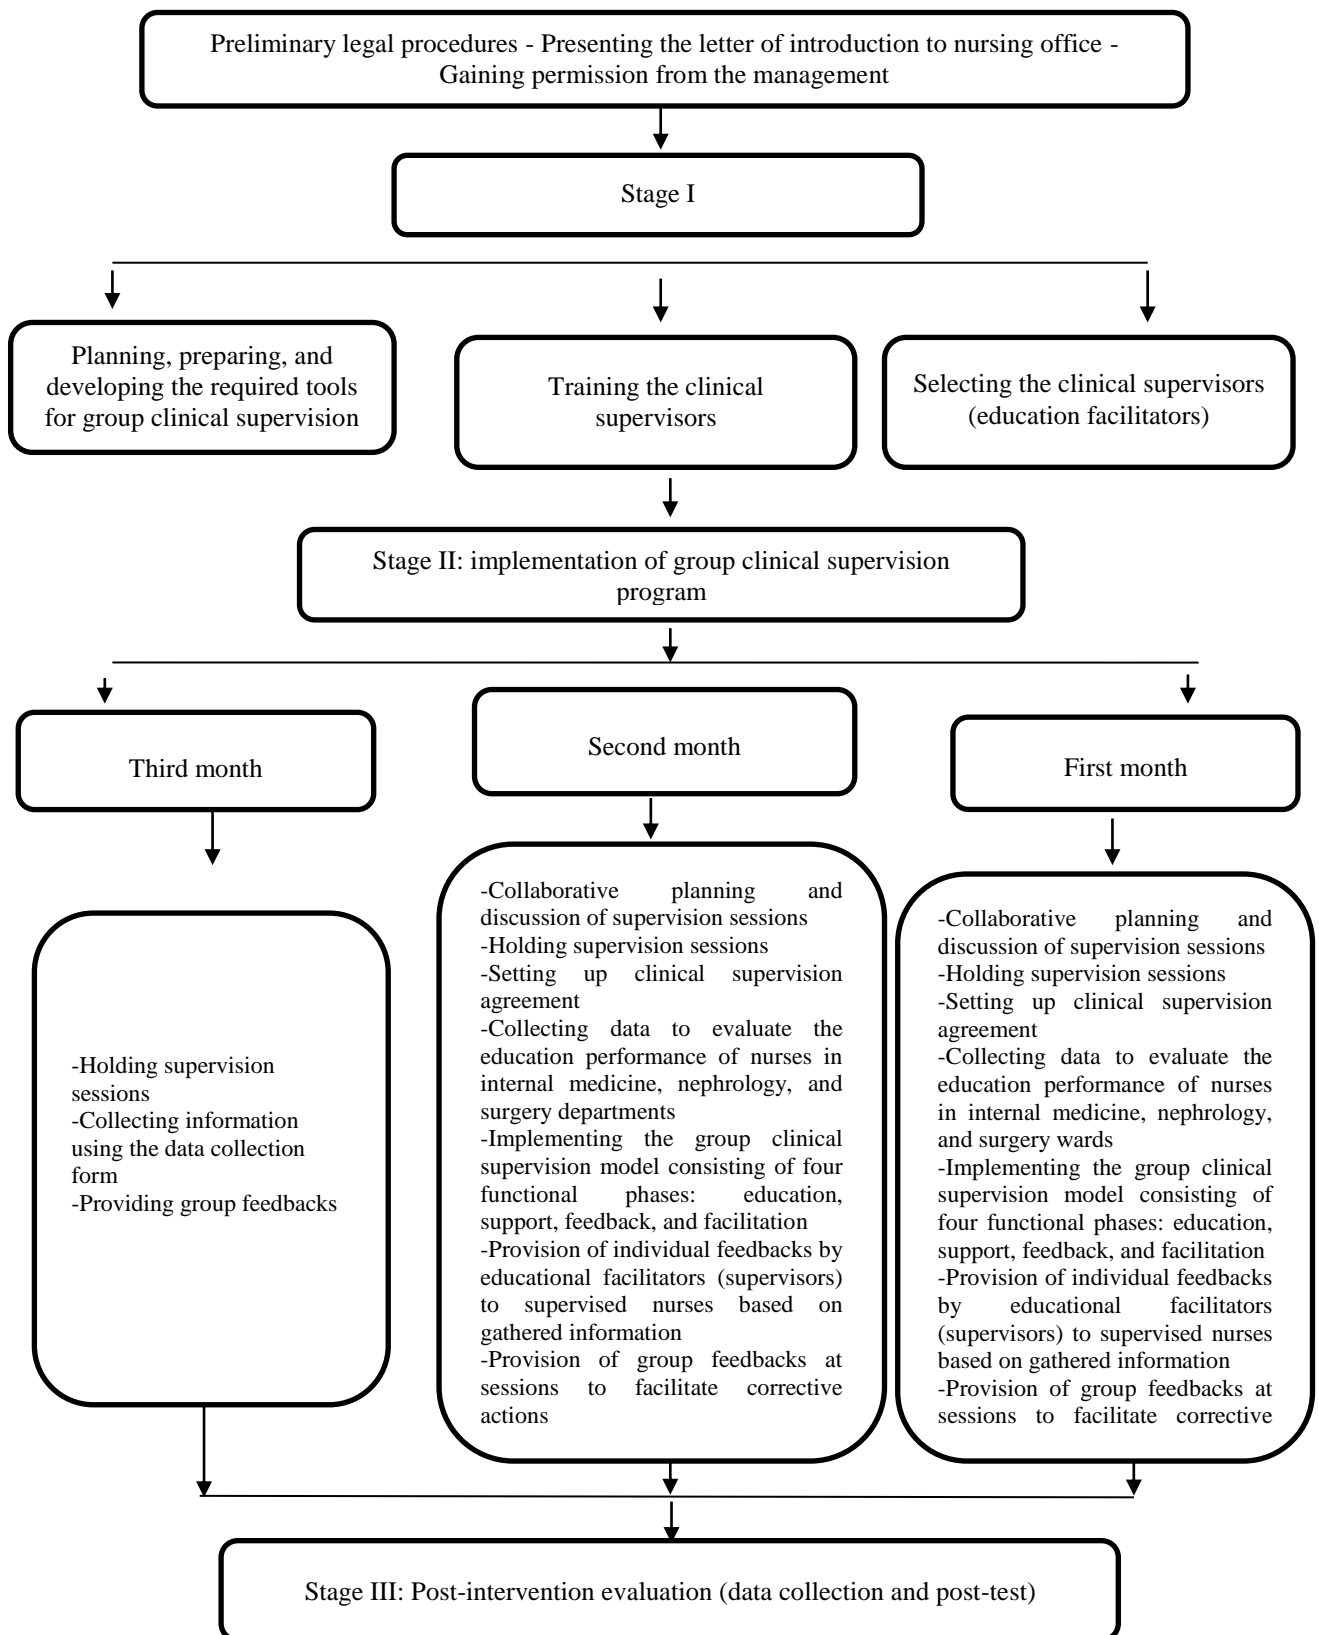 Preliminary legal procedures - Presenting the letter of introduction to nursing office -
Gaining permission from the management
Stage I
Planning, preparing, and
developing the required tools
for group clinical supervision
Training the clinical
supervisors
Selecting the clinical supervisors
(education facilitators)
Stage II: implementation of group clinical supervision
program
Third month
Second month
First month
-Holding supervision
sessions
-Collecting information
using the data collection
form
-Providing group feedbacks
-Collaborative planning and
discussion of supervision sessions
-Holding supervision sessions
-Setting up clinical supervision
agreement
-Collecting data to evaluate the
education performance of nurses in
internal medicine, nephrology, and
surgery departments
-Implementing the group clinical
supervision model consisting of four
functional phases: education,
support, feedback, and facilitation
-Provision of individual feedbacks by
educational facilitators (supervisors)
to supervised nurses based on
gathered information
-Provision of group feedbacks at
sessions to facilitate corrective
actions
-Collaborative planning and
discussion of supervision sessions
-Holding supervision sessions
-Setting up clinical supervision
agreement
-Collecting data to evaluate the
education performance of nurses
in internal medicine, nephrology,
and surgery wards
-Implementing the group clinical
supervision model consisting of
four functional phases: education,
support, feedback, and facilitation
-Provision of individual feedbacks
by educational facilitators
(supervisors) to supervised nurses
based on gathered information
-Provision of group feedbacks at
sessions to facilitate corrective
Stage III: Post-intervention evaluation (data collection and post-test)